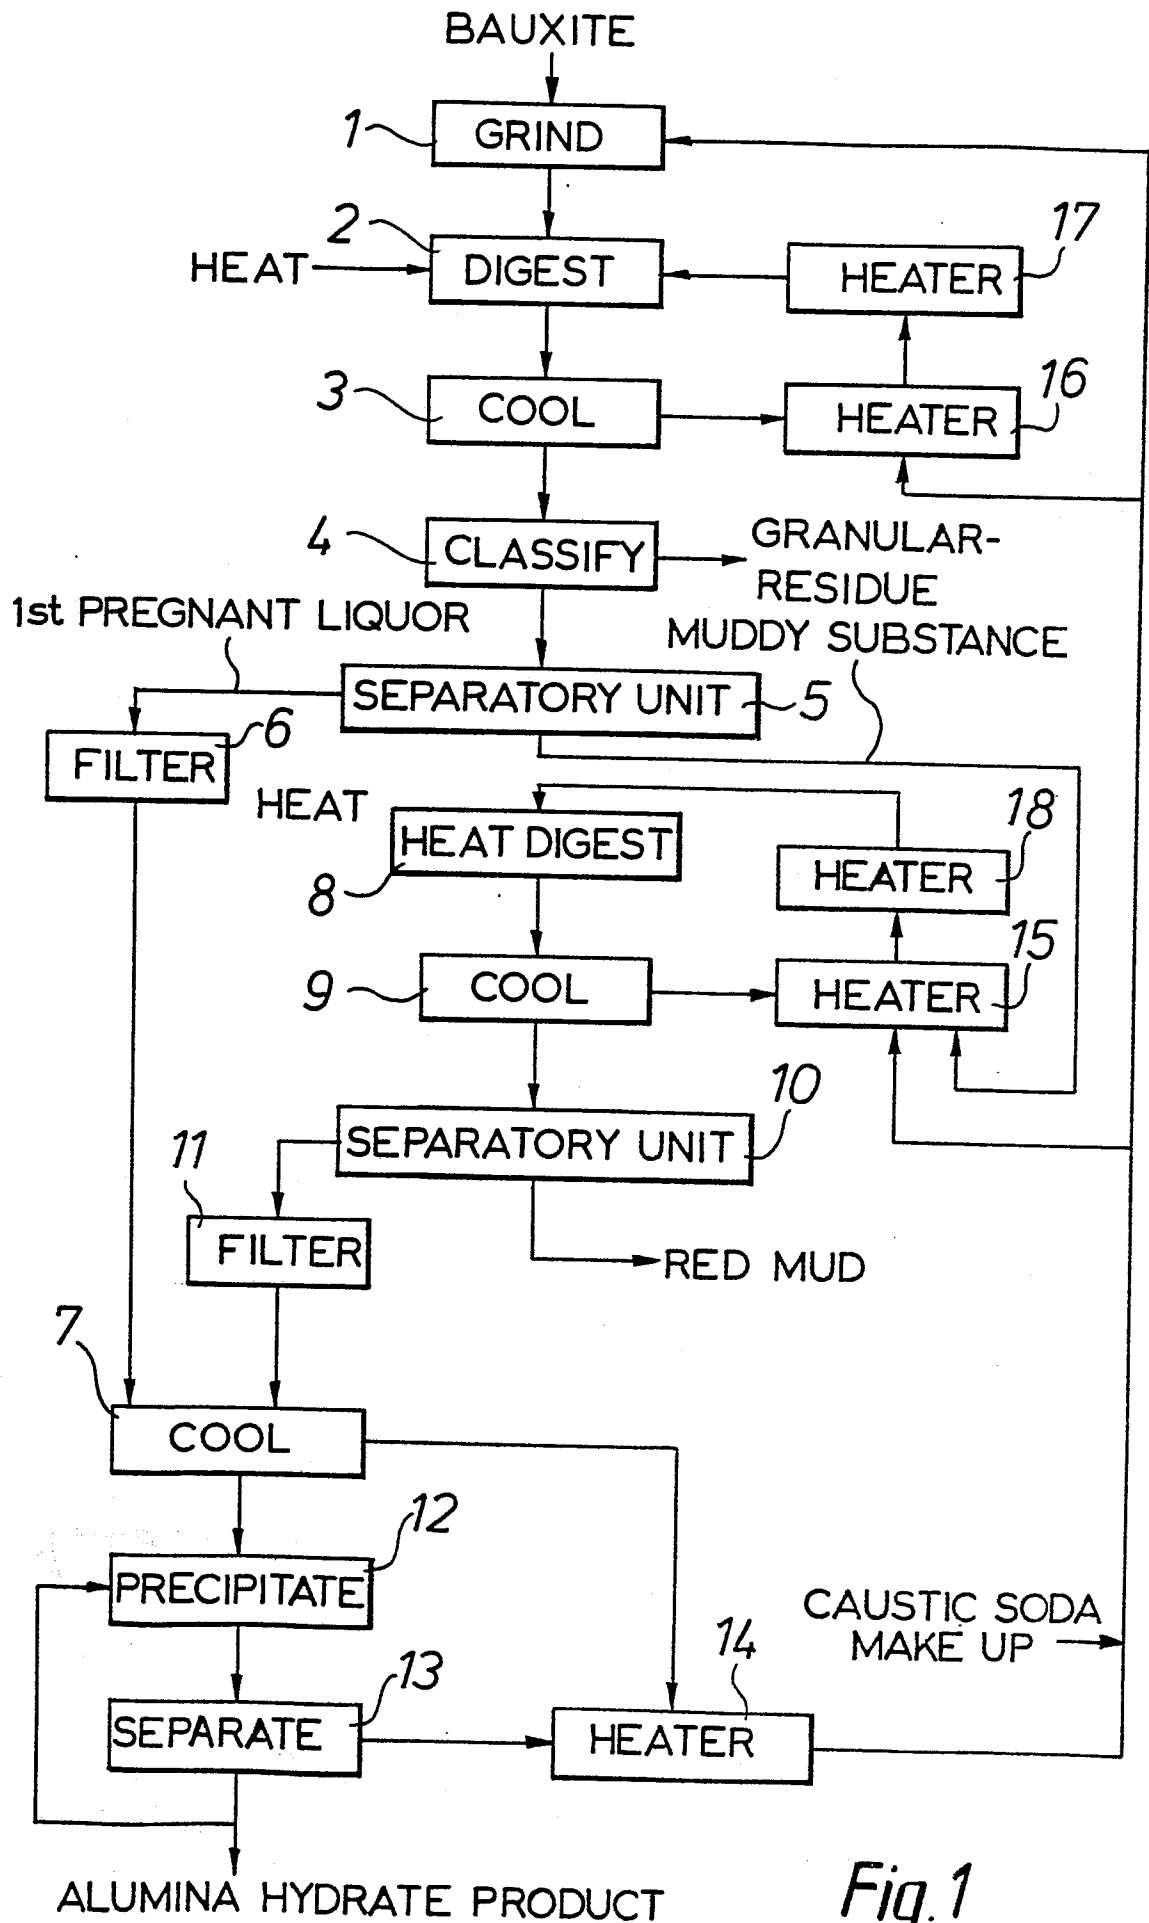 BAUXITE
1
GRIND
2
HEAT
DIGEST
HEATER
17
3
COOL
HEATER
16
4
CLASSIFY
GRANULAR-
RESIDUE
1st PREGNANT LIQUOR
MUDDY SUBSTANCE
SEPARATORY UNIT
5
6
FILTER
HEAT
HEAT DIGEST
8
HEATER
18
9
COOL
HEATER
15
SEPARATORY UNIT
10
11
FILTER
RED MUD
7
COOL
12
PRECIPITATE
CAUSTIC SODA
MAKE UP
13
SEPARATE
14
HEATER
ALUMINA HYDRATE PRODUCT
Fig. 1